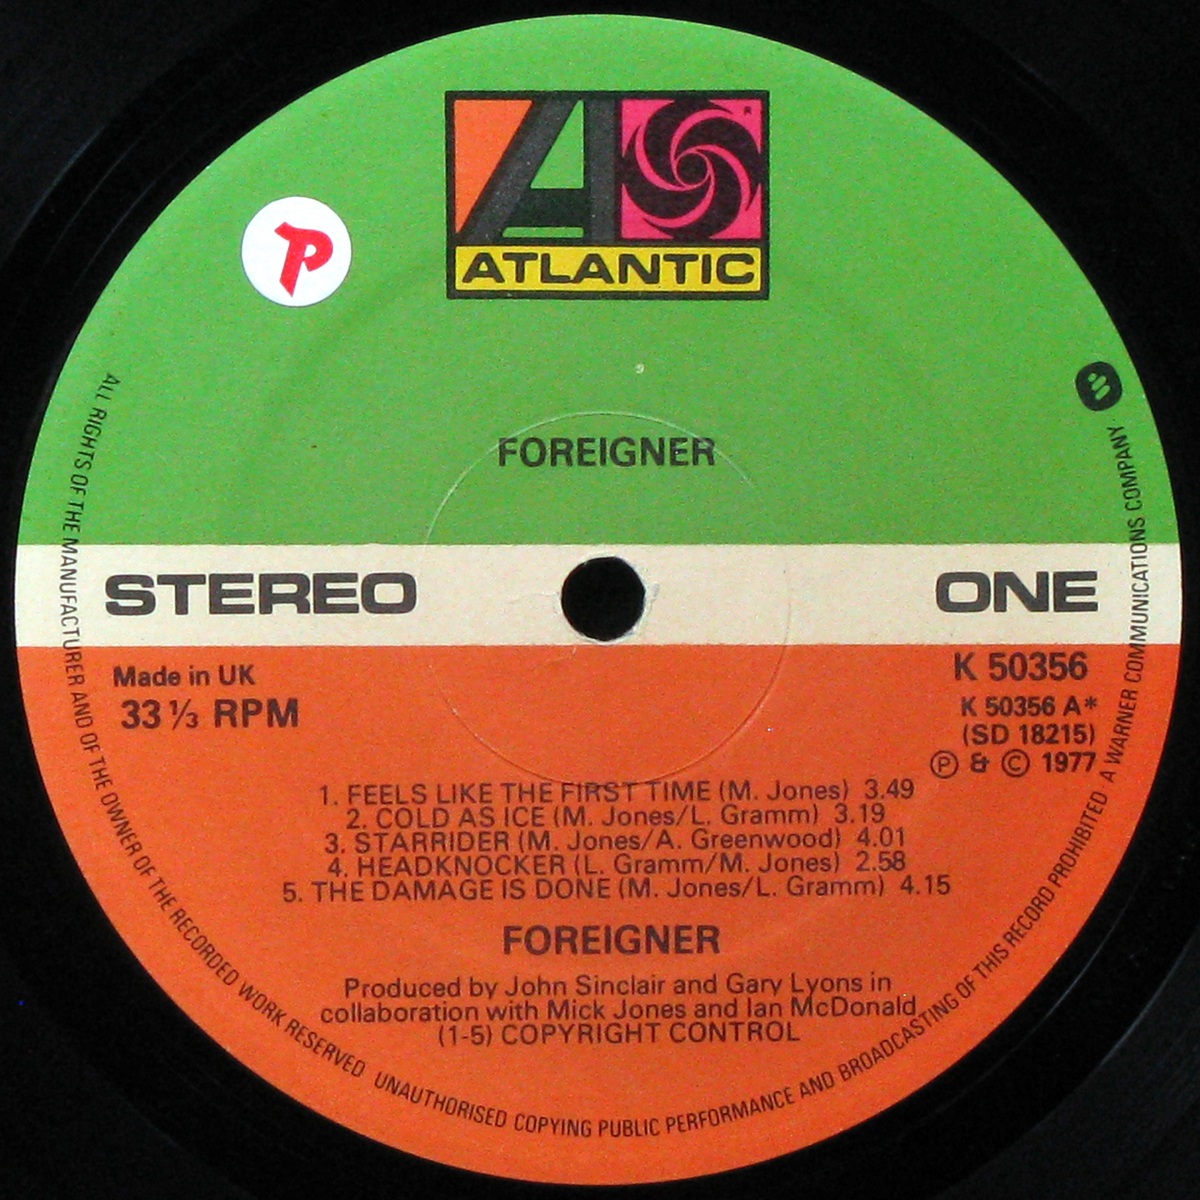 ATLANTIC
®
P
FOREIGNER
STEREO
ONE
Made in UK
33 ⅓ RPM
K 50356
K 50356 A*
(SD 18215)
Ⓟ & © 1977
1. FEELS LIKE THE FIRST TIME (M. Jones) 3.49
2. COLD AS ICE (M. Jones/L. Gramm) 3.19
3. STARRIDER (M. Jones/A. Greenwood) 4.01
4. HEADKNOCKER (L. Gramm/M. Jones) 2.58
5. THE DAMAGE IS DONE (M. Jones/L. Gramm) 4.15
FOREIGNER
Produced by John Sinclair and Gary Lyons in
collaboration with Mick Jones and Ian McDonald
(1-5) COPYRIGHT CONTROL
ALL RIGHTS OF THE MANUFACTURER AND OF THE OWNER OF THE RECORDED WORK RESERVED UNAUTHORISED COPYING PUBLIC PERFORMANCE AND BROADCASTING OF THIS RECORD PROHIBITED A WARNER COMMUNICATIONS COMPANY